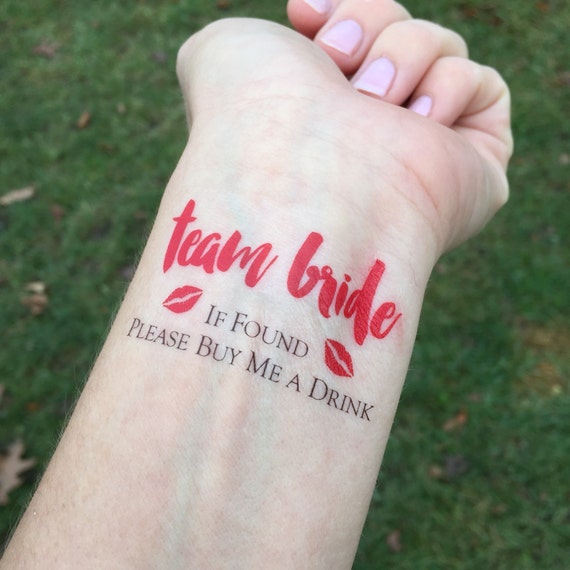 team bride
If Found
Please Buy Me a Drink